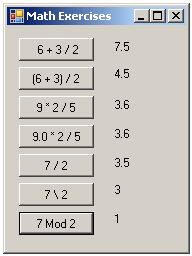 Math Exercises
6 + 3 / 2 7.5
(6 + 3) / 2 4.5
9 * 2 / 5 3.6
9.0 * 2 / 5 3.6
7 / 2 3.5
7 \ 2 3
7 Mod 2 1